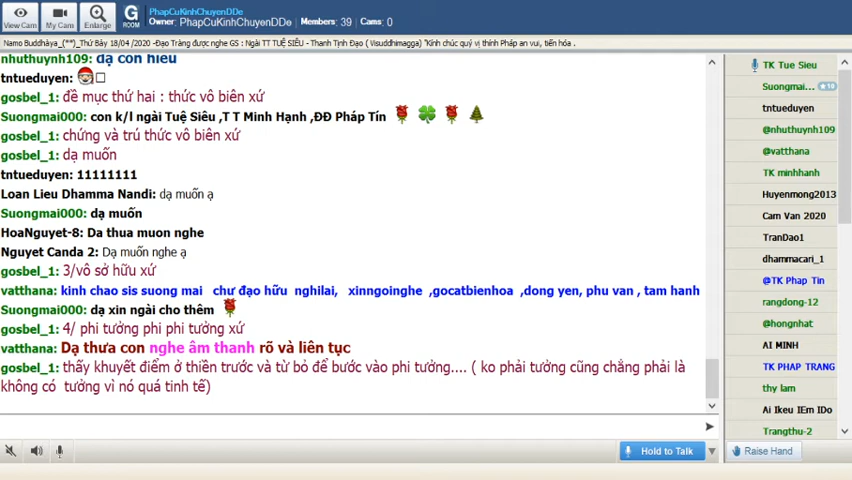 View Cam
My Cam
Enlarge
G
ROOM
PhapCuKinhChuyenDDe
Owner: PhapCuKinhChuyenDDe Members: 39 Cams: 0
Namo Buddhàya_(**)_Thứ Bảy 18/04 /2020 -Đạo Tràng được nghe GS : Ngài TT TUỆ SIÊU - Thanh Tịnh Đạo ( Visuddhimagga) "Kính chúc quý vị thính Pháp an vui, tiến hóa .
nhuthuynh109: dạ con hiểu
tntueduyen:
gosbel_1: đề mục thứ hai : thức vô biên xứ
Suongmai000: con k/l ngài Tuệ Siêu ,T T Minh Hạnh ,ĐĐ Pháp Tín
gosbel_1: chứng và trú thức vô biên xứ
gosbel_1: dạ muốn
tntueduyen: 11111111
Loan Lieu Dhamma Nandi: dạ muốn ạ
Suongmai000: dạ muốn
HoaNguyet-8: Da thua muon nghe
Nguyet Canda 2: Dạ muốn nghe ạ
gosbel_1: 3/vô sở hữu xứ
vatthana: kinh chao sis suong mai chư đạo hữu nghilai, xinngoinghe ,gocatbienhoa ,dong yen, phu van , tam hanh
Suongmai000: dạ xin ngài cho thêm
gosbel_1: 4/ phi tưởng phi phi tưởng xứ
vatthana: Dạ thưa con nghe âm thanh rõ và liên tục
gosbel_1: thấy khuyết điểm ở thiền trước và từ bỏ để bước vào phi tưởng.... ( ko phải tưởng cũng chẳng phải là
không có tưởng vì nó quá tinh tế)
Hold to Talk
TK Tue Sieu
Suongmai...
10
tntueduyen
@nhuthuynh109
@vatthana
TK minhhanh
Huyenmong2013
Cam Van 2020
TranDao1
dhammacari_1
@TK Phap Tin
rangdong-12
@hongnhat
AI MINH
TK PHAP TRANG
thy lam
Ai Ikeu IEm IDo
Trangthu-2
Raise Hand